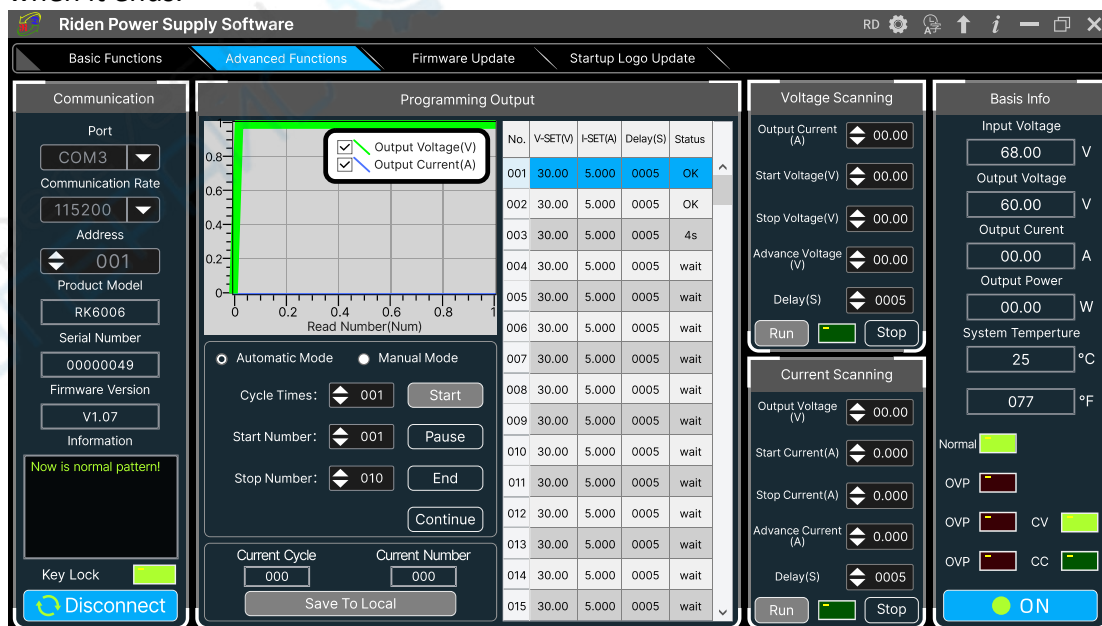 when it ends.
Riden Power Supply Software
RD
Basic Functions
Advanced Functions
Firmware Update
Startup Logo Update
Communication
Port
COM3
Communication Rate
115200
Address
001
Product Model
RK6006
Serial Number
00000049
Firmware Version
V1.07
Information
Now is normal pattern!
Key Lock
Disconnect
Programming Output
Output Voltage(V)
Output Current(A)
1
0.8
0.6
0.4
0.2
0
0 0.2 0.4 0.6 0.8 1
Read Number(Num)
Automatic Mode Manual Mode
Cycle Times: 001 Start
Start Number: 001 Pause
Stop Number: 010 End
Continue
Current Cycle Current Number
000 000
Save To Local
No. V-SET(V) I-SET(A) Delay(S) Status
001 30.00 5.000 0005 OK
002 30.00 5.000 0005 OK
003 30.00 5.000 0005 4s
004 30.00 5.000 0005 wait
005 30.00 5.000 0005 wait
006 30.00 5.000 0005 wait
007 30.00 5.000 0005 wait
008 30.00 5.000 0005 wait
009 30.00 5.000 0005 wait
010 30.00 5.000 0005 wait
011 30.00 5.000 0005 wait
012 30.00 5.000 0005 wait
013 30.00 5.000 0005 wait
014 30.00 5.000 0005 wait
015 30.00 5.000 0005 wait
Voltage Scanning
Output Current
(A) 00.00
Start Voltage(V) 00.00
Stop Voltage(V) 00.00
Advance Voltage
(V) 00.00
Delay(S) 0005
Run Stop
Current Scanning
Output Voltage
(V) 00.00
Start Current(A) 0.000
Stop Current(A) 0.000
Advance Current
(A) 0.000
Delay(S) 0005
Run Stop
Basis Info
Input Voltage
68.00 V
Output Voltage
60.00 V
Output Curent
00.00 A
Output Power
00.00 W
System Temperture
25 °C
077 °F
Normal
OVP
OVP CV
OVP CC
ON